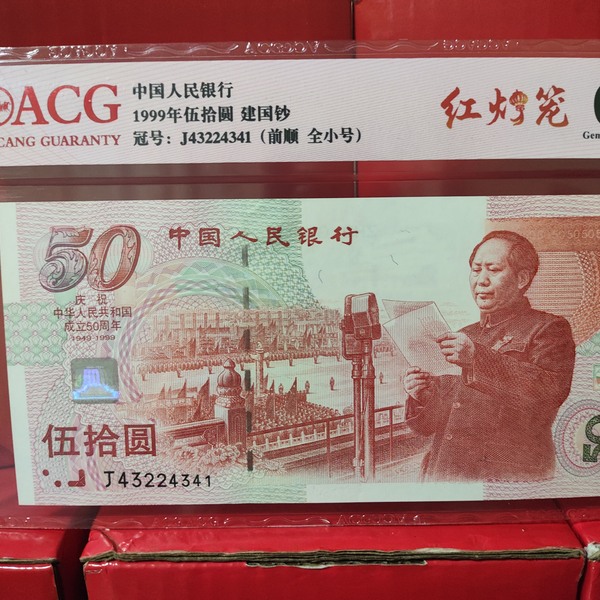 ACG
CANG GUARANTY
中国人民银行
1999年伍拾圆 建国钞
冠号：J43224341（前顺 全小号）
红灯笼
Gem
50
中国人民银行
庆祝
中华人民共和国
成立50周年
1949-1999
伍拾圆
J43224341
50